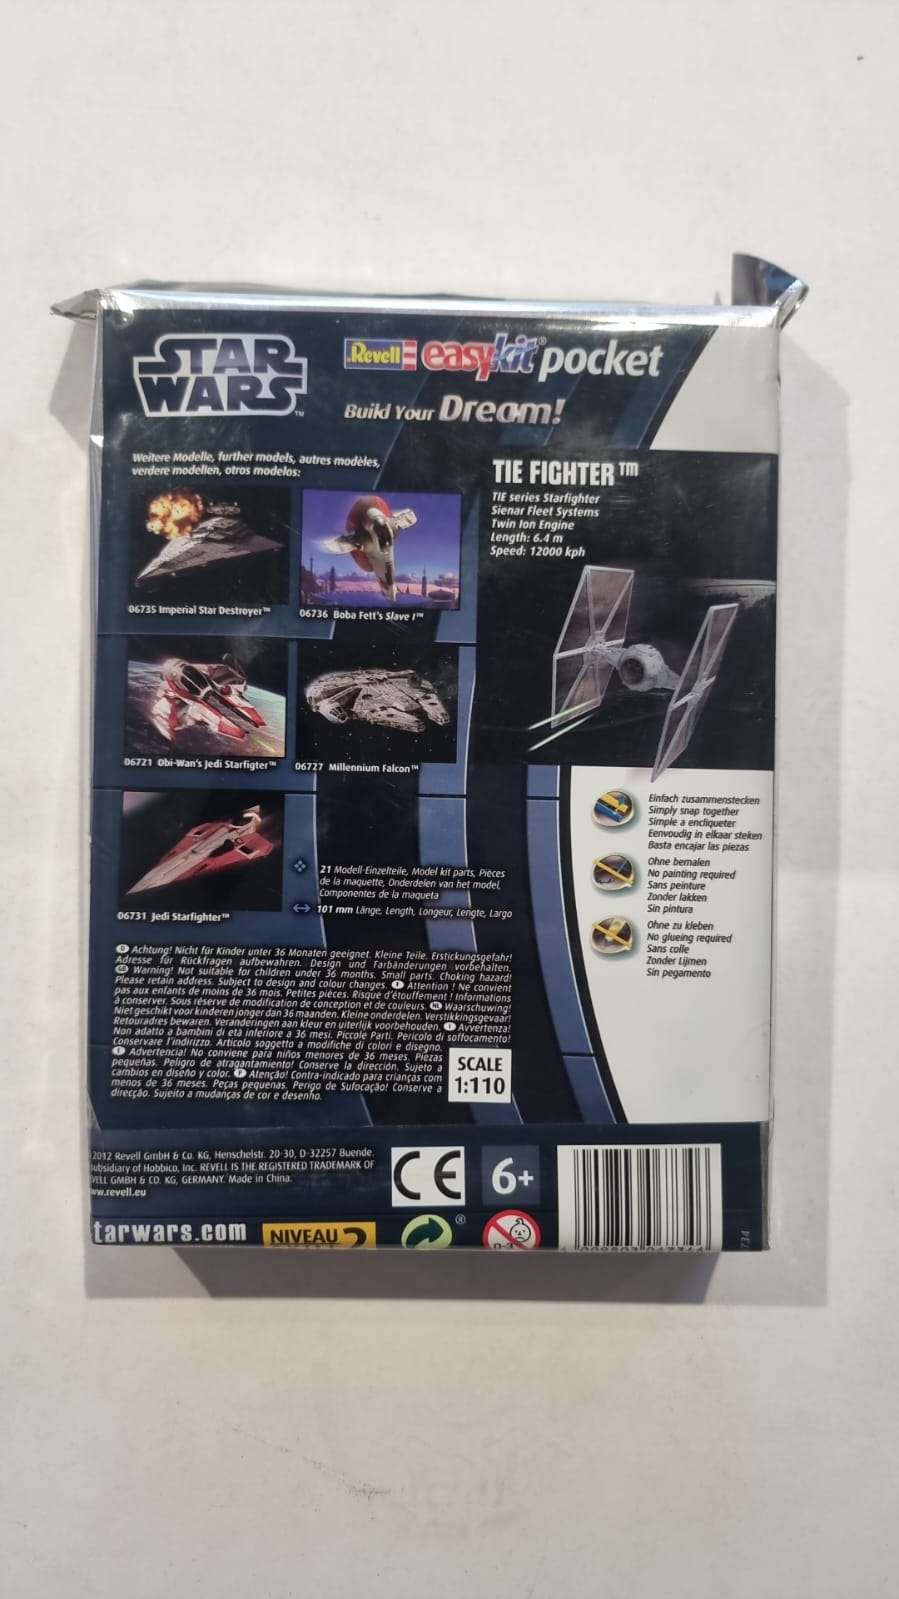 STAR
WARS™
Revell easykit® pocket
Build Your Dream!
Weitere Modelle, further models, autres modèles,
verdere modellen, otros modelos:
06735 Imperial Star Destroyer™
06736 Boba Fett's Slave I™
06721 Obi-Wan's Jedi Starfigter™
06727 Millennium Falcon™
06731 Jedi Starfighter™
TIE FIGHTER™
TIE series Starfighter
Sienar Fleet Systems
Twin Ion Engine
Length: 6.4 m
Speed: 12000 kph
Einfach zusammenstecken
Simply snap together
Simple a encliqueter
Eenvoudig in elkaar steken
Basta encajar las piezas
Ohne bemalen
No painting required
Sans peinture
Zonder lakken
Sin pintura
Ohne zu kleben
No glueing required
Sans colle
Zonder Lijmen
Sin pegamento
21 Modell-Einzelteile, Model kit parts, Pièces
de la maquette, Onderdelen van het model,
Componentes de la maqueta
101 mm Länge, Length, Longeur, Lengte, Largo
D Achtung! Nicht für Kinder unter 36 Monaten geeignet. Kleine Teile. Erstickungsgefahr!
Adresse für Rückfragen aufbewahren. Design und Farbänderungen vorbehalten.
GB Warning! Not suitable for children under 36 months. Small parts. Choking hazard!
Please retain address. Subject to design and colour changes. F Attention ! Ne convient
pas aux enfants de moins de 36 mois. Petites pièces. Risque d'étouffement ! Informations
à conserver. Sous réserve de modification de conception et de couleurs. NL Waarschuwing!
Niet geschikt voor kinderen jonger dan 36 maanden. Kleine onderdelen. Verstikkingsgevaar!
Retouradres bewaren. Veranderingen aan kleur en uiterlijk voorbehouden. I Avvertenza!
Non adatto a bambini di età inferiore a 36 mesi. Piccole Parti. Pericolo di soffocamento!
Conservare l'indirizzo. Articolo soggetto a modifiche di colori e disegno.
Advertencia! No conviene para niños menores de 36 meses. Piezas
pequeñas. Peligro de atragantamiento! Conserve la dirección. Sujeto a
cambios en diseño y color. P Atenção! Contra-indicado para crianças com
menos de 36 meses. Peças pequenas. Perigo de Sufocação! Conserve a
direcção. Sujeito a mudanças de cor e desenho.
SCALE
1:110
2012 Revell GmbH & Co. KG, Henschelstr. 20-30, D-32257 Buende.
ubsidiary of Hobbico, Inc. REVELL IS THE REGISTERED TRADEMARK OF
VELL GMBH & CO. KG, GERMANY. Made in China.
ww.revell.eu
CE
6+
tarwars.com
NIVEAU 2
®
0-3
734